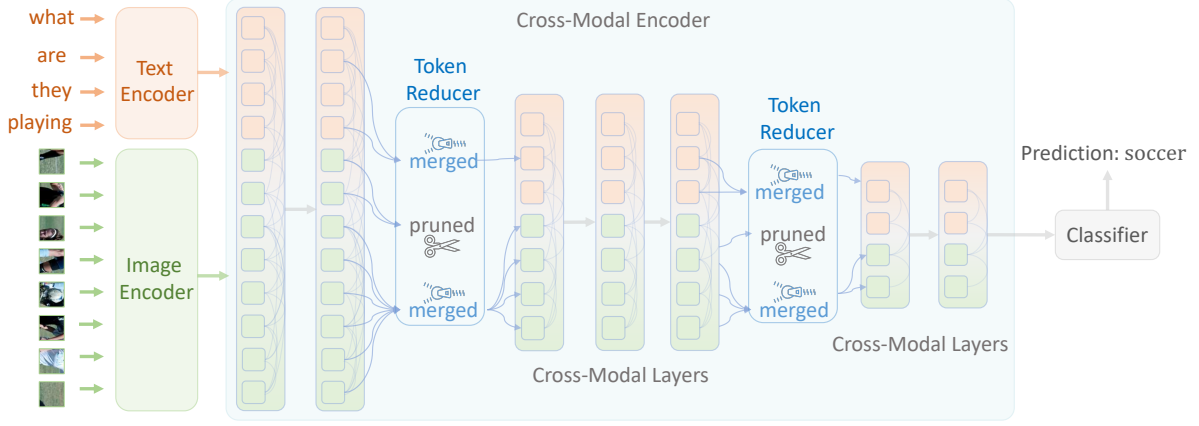 what
are
they
playing
Text
Encoder
Image
Encoder
Cross-Modal Encoder
Token
Reducer
merged
pruned
merged
Cross-Modal Layers
Token
Reducer
merged
pruned
merged
Cross-Modal Layers
Prediction: soccer
Classifier